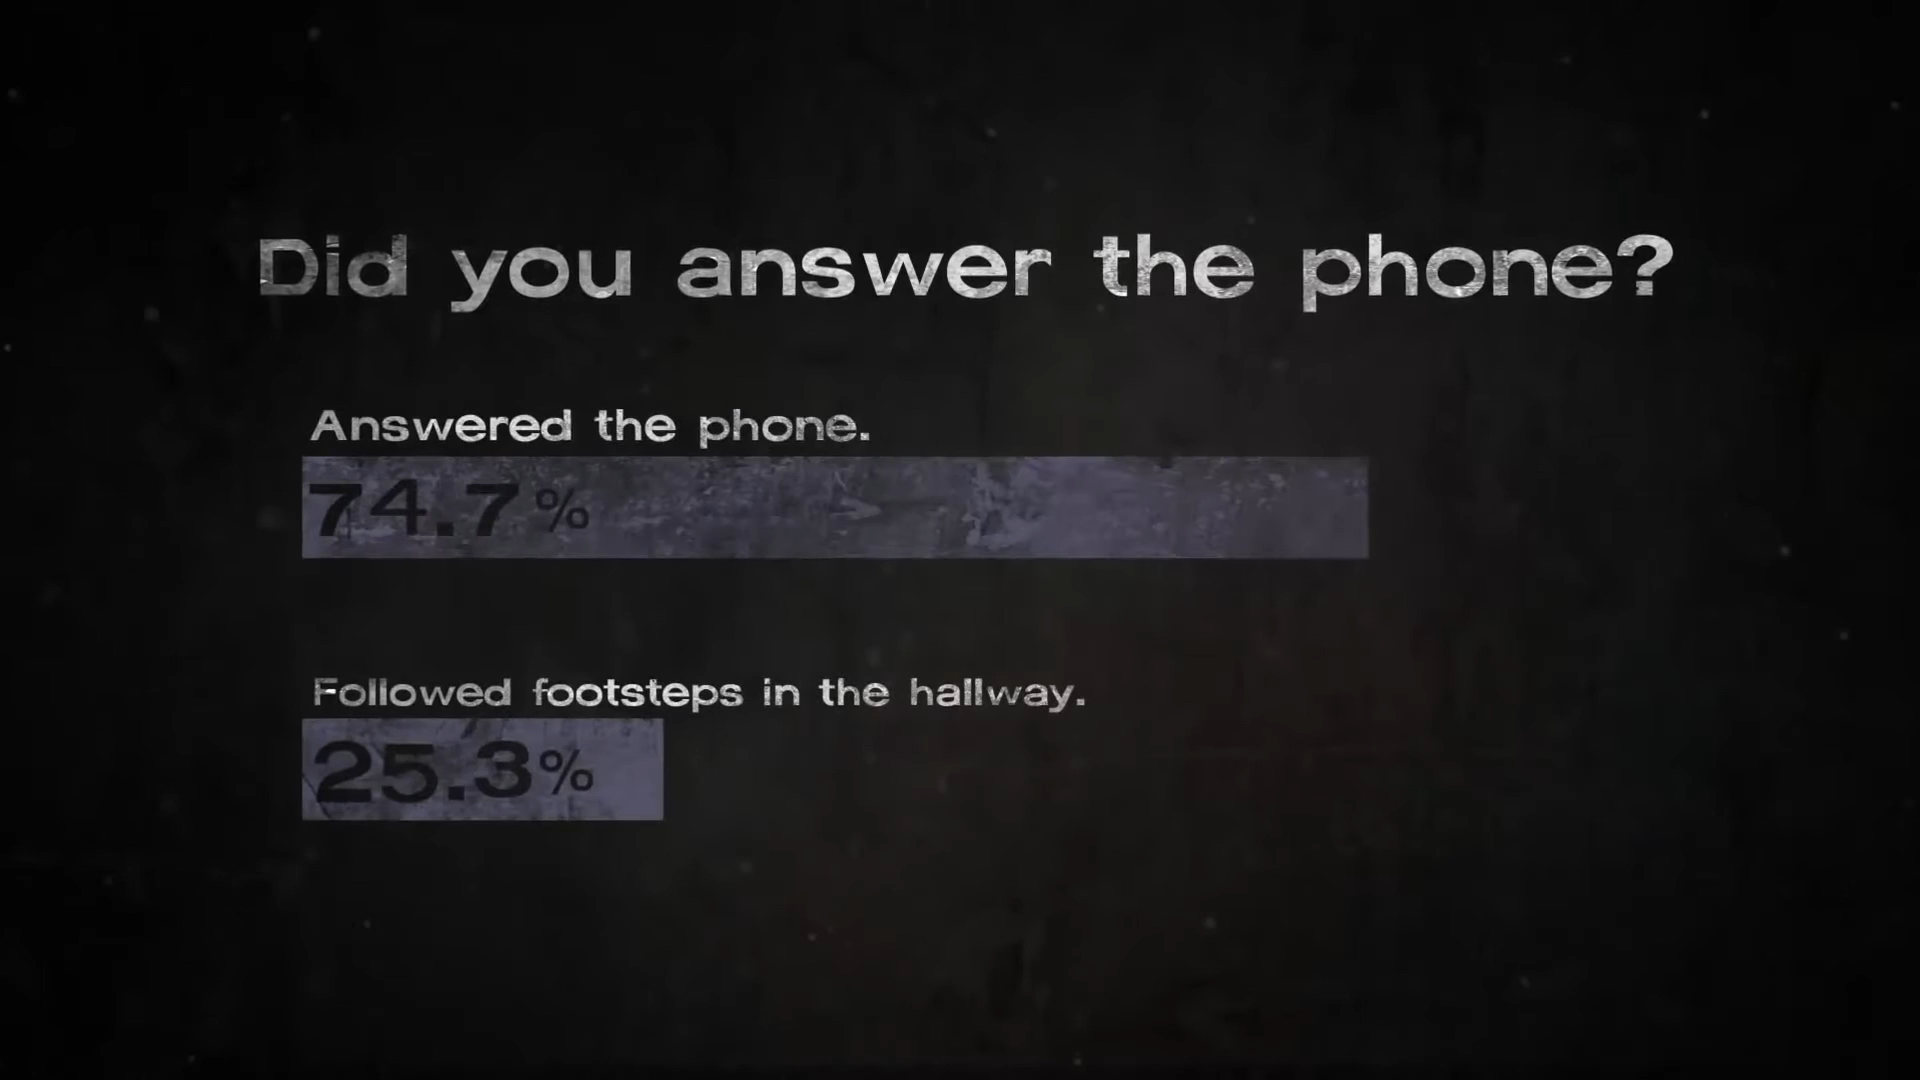 Did you answer the phone?
Answered the phone.
74.7%
Followed footsteps in the hallway.
25.3%